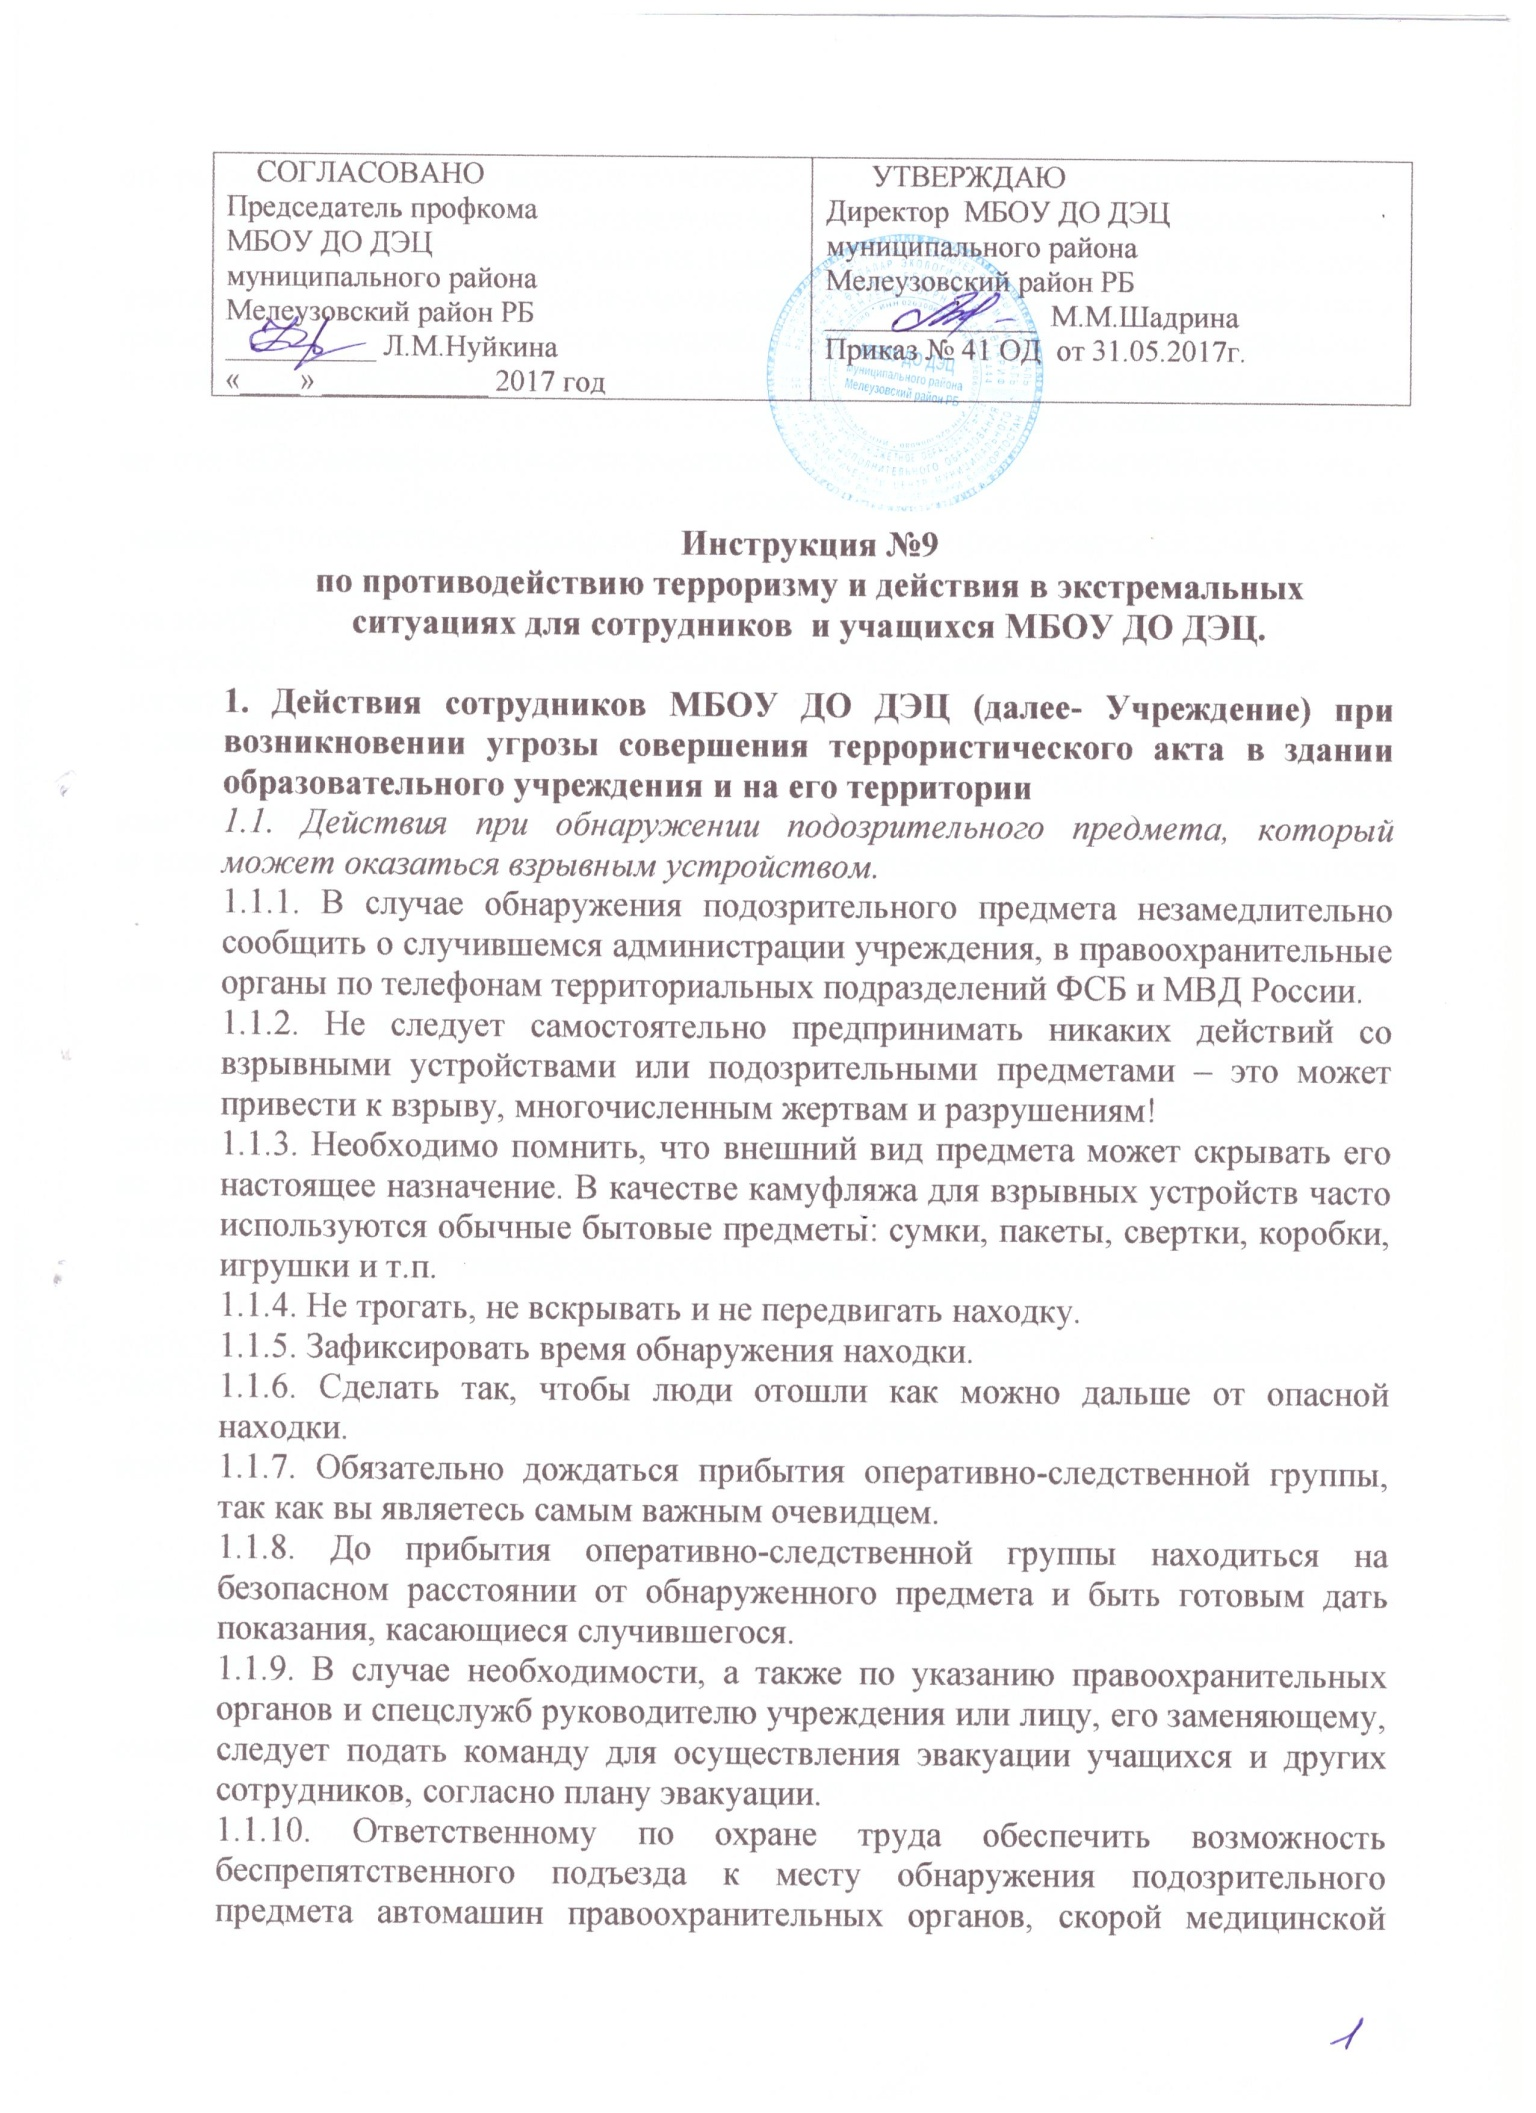 СОГЛАСОВАНО
Председатель профкома
МБОУ ДО ДЭЦ
муниципального района
Мелеузовский район РБ
__________ Л.М.Нуйкина
«____» ___________ 2017 год
УТВЕРЖДАЮ
Директор МБОУ ДО ДЭЦ
муниципального района
Мелеузовский район РБ
______________ М.М.Шадрина
Приказ № 41 ОД от 31.05.2017г.
МБОУ ДО ДЭЦ
муниципального района
Мелеузовский район РБ
Инструкция №9
по противодействию терроризму и действия в экстремальных
ситуациях для сотрудников и учащихся МБОУ ДО ДЭЦ.
1. Действия сотрудников МБОУ ДО ДЭЦ (далее- Учреждение) при
возникновении угрозы совершения террористического акта в здании
образовательного учреждения и на его территории
1.1. Действия при обнаружении подозрительного предмета, который
может оказаться взрывным устройством.
1.1.1. В случае обнаружения подозрительного предмета незамедлительно
сообщить о случившемся администрации учреждения, в правоохранительные
органы по телефонам территориальных подразделений ФСБ и МВД России.
1.1.2. Не следует самостоятельно предпринимать никаких действий со
взрывными устройствами или подозрительными предметами – это может
привести к взрыву, многочисленным жертвам и разрушениям!
1.1.3. Необходимо помнить, что внешний вид предмета может скрывать его
настоящее назначение. В качестве камуфляжа для взрывных устройств часто
используются обычные бытовые предметы: сумки, пакеты, свертки, коробки,
игрушки и т.п.
1.1.4. Не трогать, не вскрывать и не передвигать находку.
1.1.5. Зафиксировать время обнаружения находки.
1.1.6. Сделать так, чтобы люди отошли как можно дальше от опасной
находки.
1.1.7. Обязательно дождаться прибытия оперативно-следственной группы,
так как вы являетесь самым важным очевидцем.
1.1.8. До прибытия оперативно-следственной группы находиться на
безопасном расстоянии от обнаруженного предмета и быть готовым дать
показания, касающиеся случившегося.
1.1.9. В случае необходимости, а также по указанию правоохранительных
органов и спецслужб руководителю учреждения или лицу, его заменяющему,
следует подать команду для осуществления эвакуации учащихся и других
сотрудников, согласно плану эвакуации.
1.1.10. Ответственному по охране труда обеспечить возможность
беспрепятственного подъезда к месту обнаружения подозрительного
предмета автомашин правоохранительных органов, скорой медицинской
1